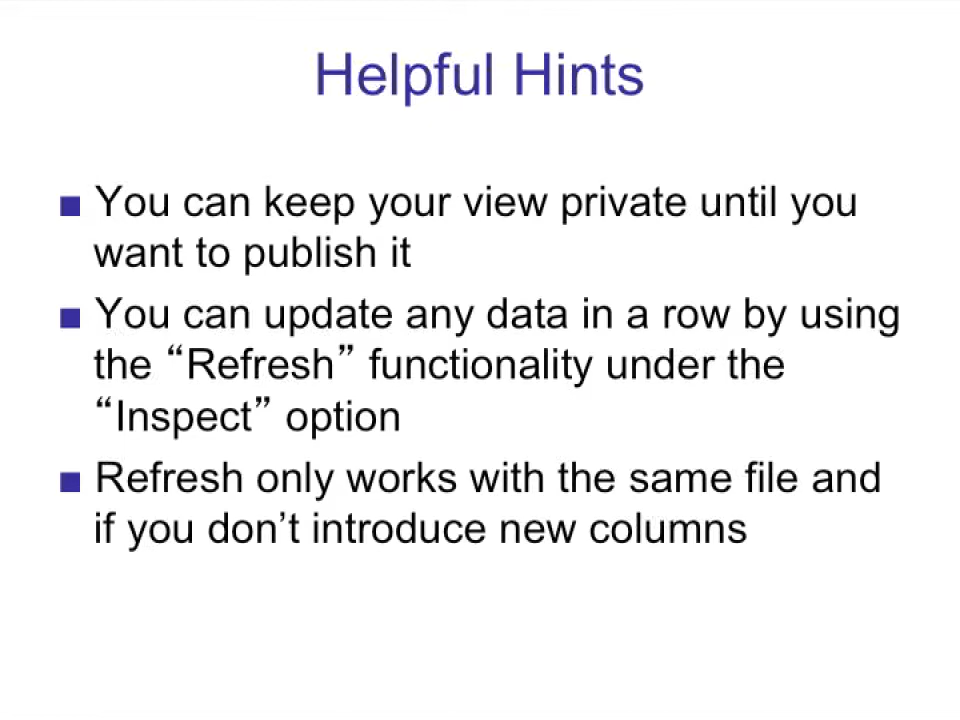 Helpful Hints
■ You can keep your view private until you
want to publish it
■ You can update any data in a row by using
the “Refresh” functionality under the
“Inspect” option
■ Refresh only works with the same file and
if you don’t introduce new columns